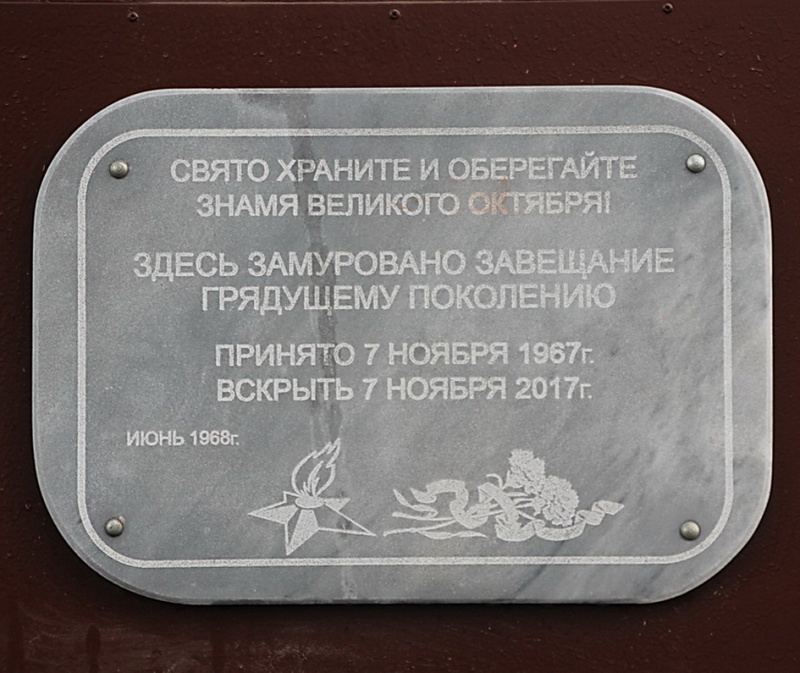 СВЯТО ХРАНИТЕ И ОБЕРЕГАЙТЕ
ЗНАМЯ ВЕЛИКОГО ОКТЯБРЯ!
ЗДЕСЬ ЗАМУРОВАНО ЗАВЕЩАНИЕ
ГРЯДУЩЕМУ ПОКОЛЕНИЮ
ПРИНЯТО 7 НОЯБРЯ 1967г.
ВСКРЫТЬ 7 НОЯБРЯ 2017г.
ИЮНЬ 1968г.